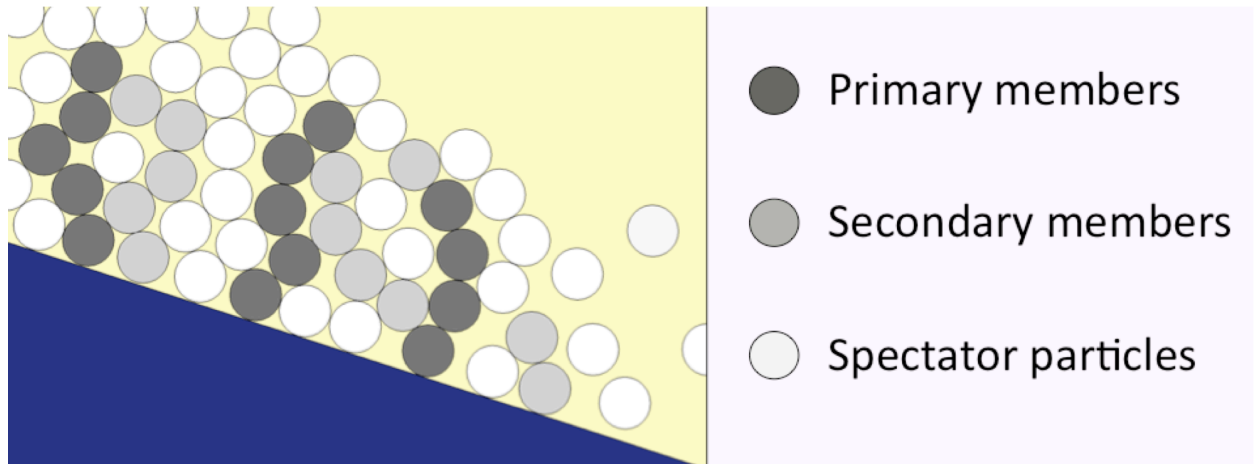 Primary members
Secondary members
Spectator particles